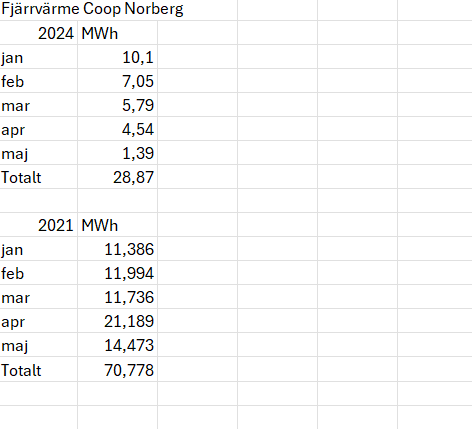 Fjärrvärme Coop Norberg
2024 MWh
jan 10,1
feb 7,05
mar 5,79
apr 4,54
maj 1,39
Totalt 28,87
2021 MWh
jan 11,386
feb 11,994
mar 11,736
apr 21,189
maj 14,473
Totalt 70,778